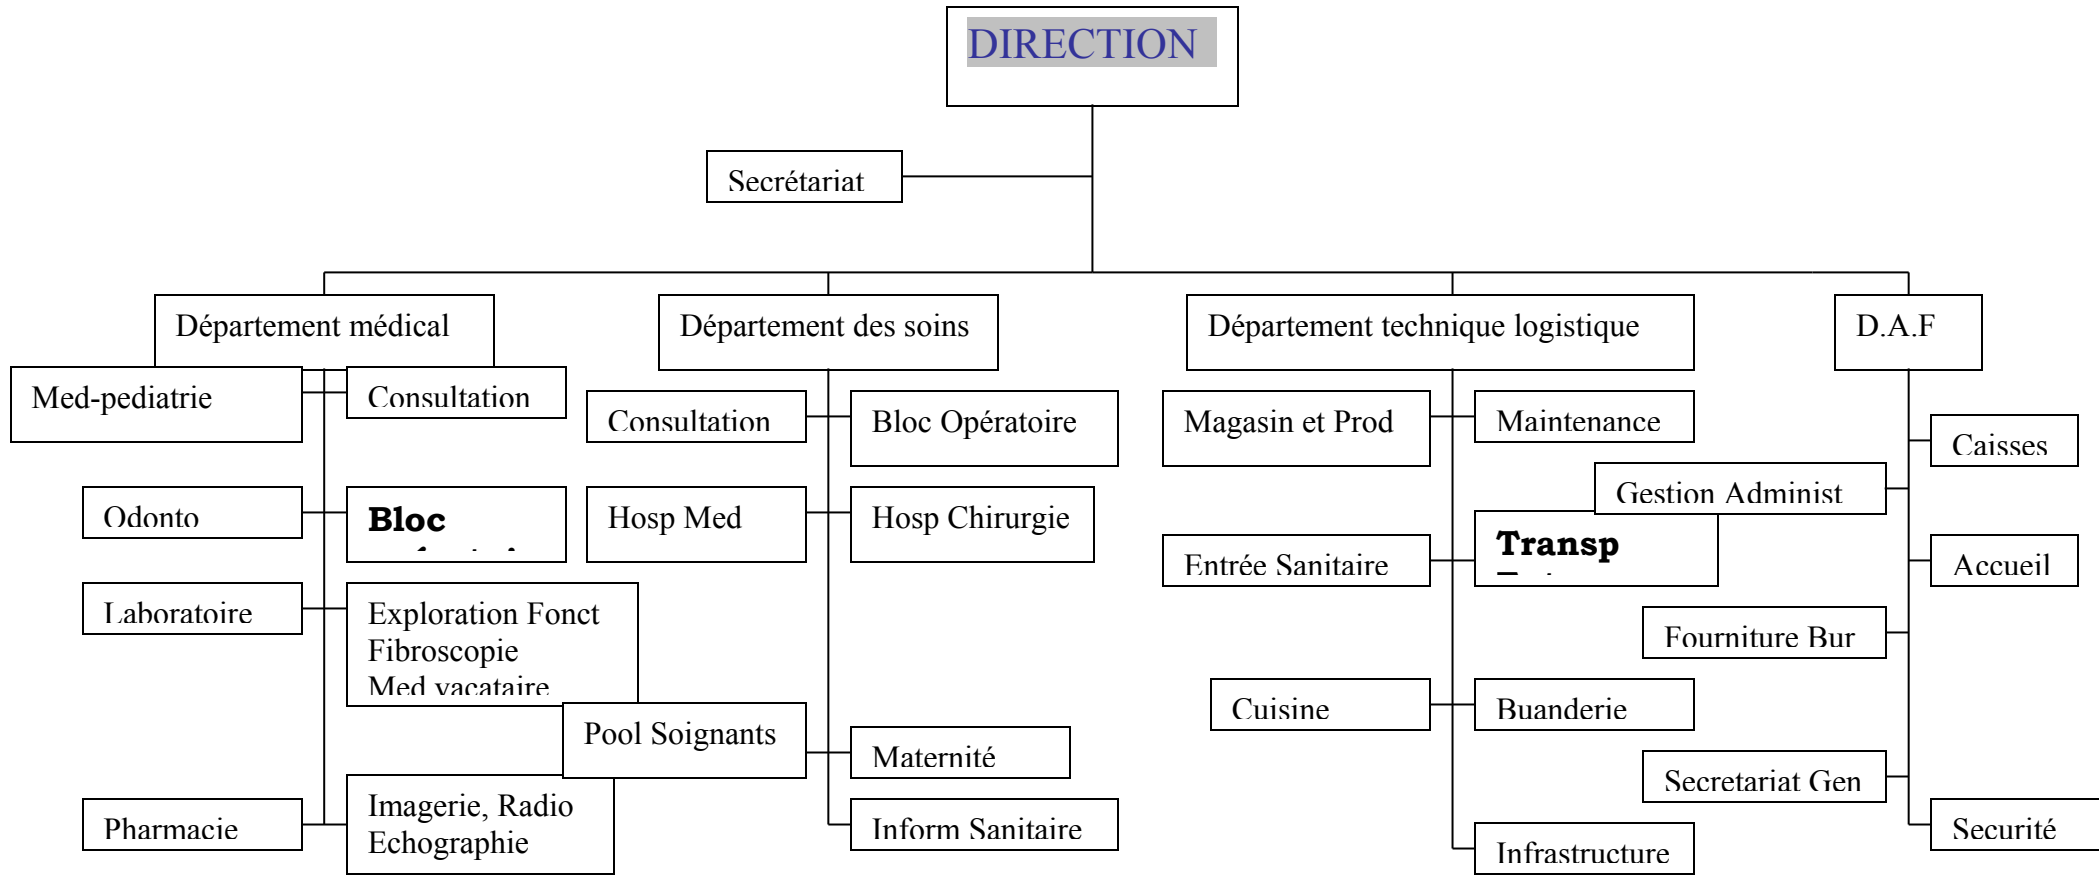 DIRECTION
Secrétariat
Département médical
Département des soins
Département technique logistique
D.A.F
Med-pediatrie
Consultation
Consultation
Bloc Opératoire
Magasin et Prod
Maintenance
Caisses
Gestion Administ
Odonto
Bloc
Hosp Med
Hosp Chirurgie
Entrée Sanitaire
Transp
Accueil
Laboratoire
Exploration Fonct
Fibroscopie
Med vacataire
Fourniture Bur
Pool Soignants
Maternité
Cuisine
Buanderie
Secretariat Gen
Pharmacie
Imagerie, Radio
Echographie
Inform Sanitaire
Infrastructure
Securité